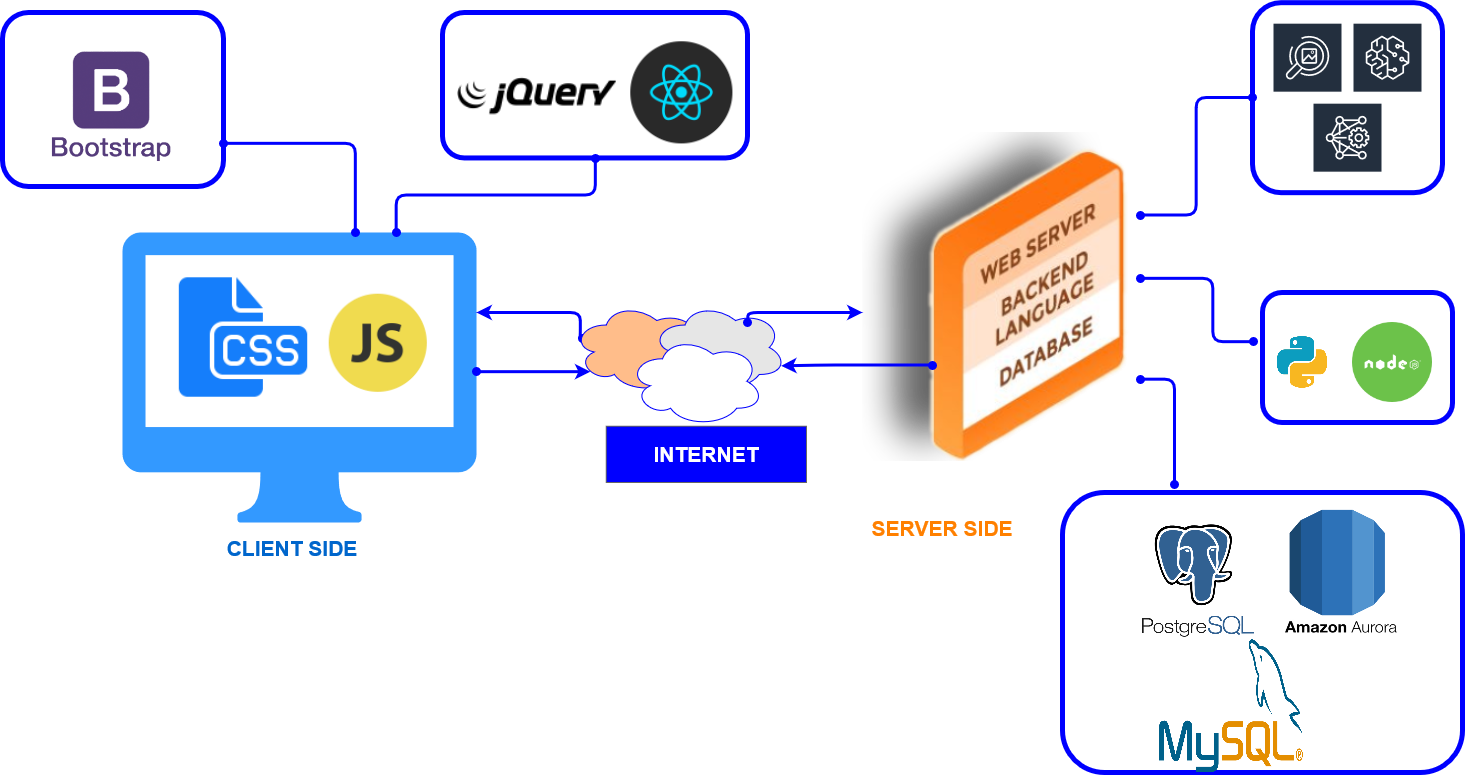 B
Bootstrap
jQuery
CSS
JS
INTERNET
CLIENT SIDE
WEB SERVER
BACKEND
LANGUAGE
DATABASE
SERVER SIDE
node
JS
PostgreSQL
Amazon Aurora
MySQL